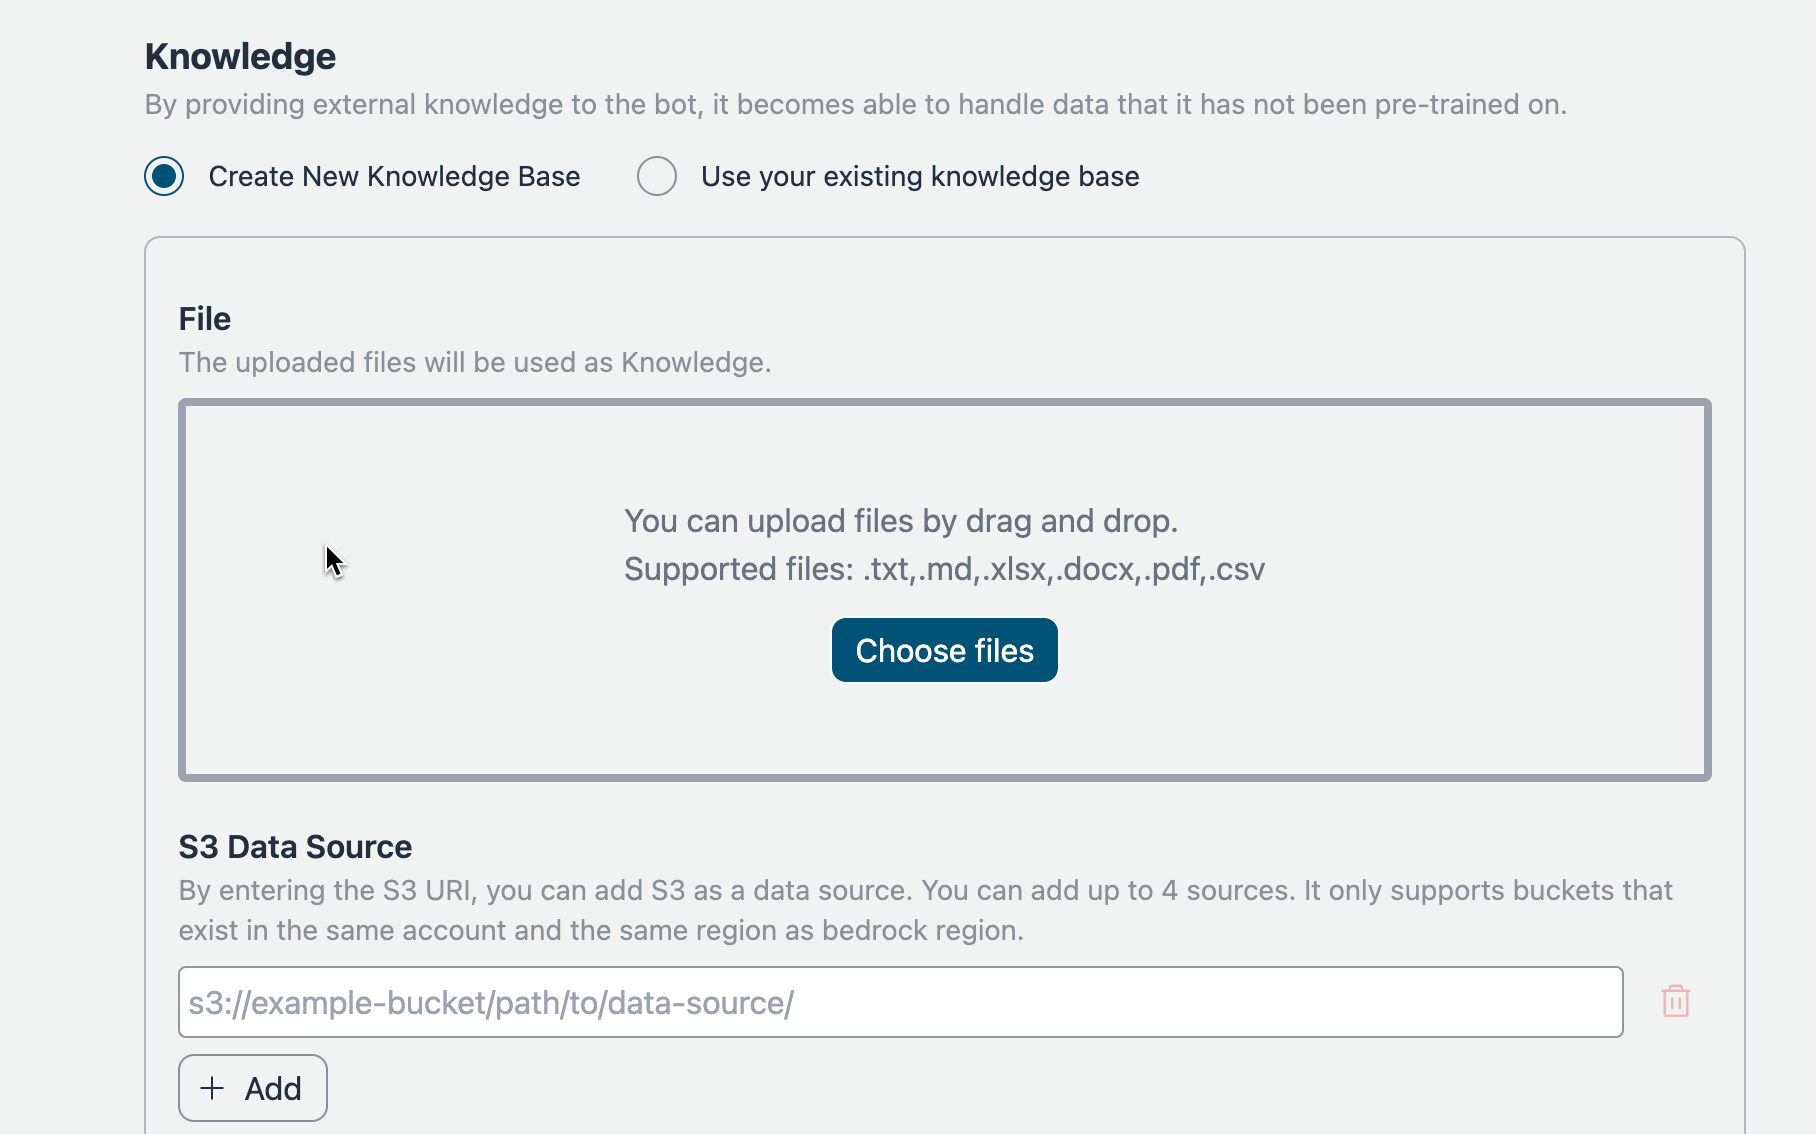 Knowledge
By providing external knowledge to the bot, it becomes able to handle data that it has not been pre-trained on.
Create New Knowledge Base
Use your existing knowledge base
File
The uploaded files will be used as Knowledge.
You can upload files by drag and drop.
Supported files: .txt,.md,.xlsx,.docx,.pdf,.csv
Choose files
S3 Data Source
By entering the S3 URI, you can add S3 as a data source. You can add up to 4 sources. It only supports buckets that
exist in the same account and the same region as bedrock region.
s3://example-bucket/path/to/data-source/
+ Add